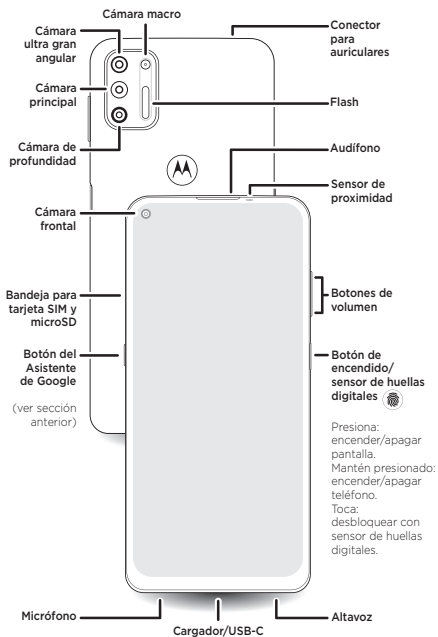 Cámara macro
Cámara
ultra gran
angular
Cámara
principal
Cámara de
profundidad
Cámara
frontal
Bandeja para
tarjeta SIM y
microSD
Botón del
Asistente
de Google
(ver sección
anterior)
Micrófono
Cargador/USB-C
Conector
para
auriculares
Flash
Audífono
Sensor de
proximidad
Botones de
volumen
Botón de
encendido/
sensor de huellas
digitales
Presiona:
encender/apagar
pantalla.
Mantén presionado:
encender/apagar
teléfono.
Toca:
desbloquear con
sensor de huellas
digitales.
Altavoz